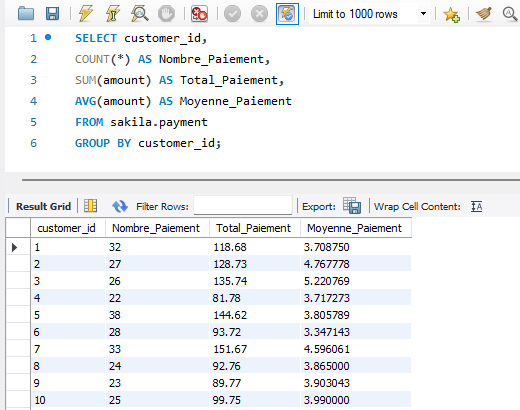 Limit to 1000 rows
1 SELECT customer_id,
2 COUNT(*) AS Nombre_Paiement,
3 SUM(amount) AS Total_Paiement,
4 AVG(amount) AS Moyenne_Paiement
5 FROM sakila.payment
6 GROUP BY customer_id;
Result Grid Filter Rows: Export: Wrap Cell Content:
customer_id Nombre_Paiement Total_Paiement Moyenne_Paiement
1 32 118.68 3.708750
2 27 128.73 4.767778
3 26 135.74 5.220769
4 22 81.78 3.717273
5 38 144.62 3.805789
6 28 93.72 3.347143
7 33 151.67 4.596061
8 24 92.76 3.865000
9 23 89.77 3.903043
10 25 99.75 3.990000